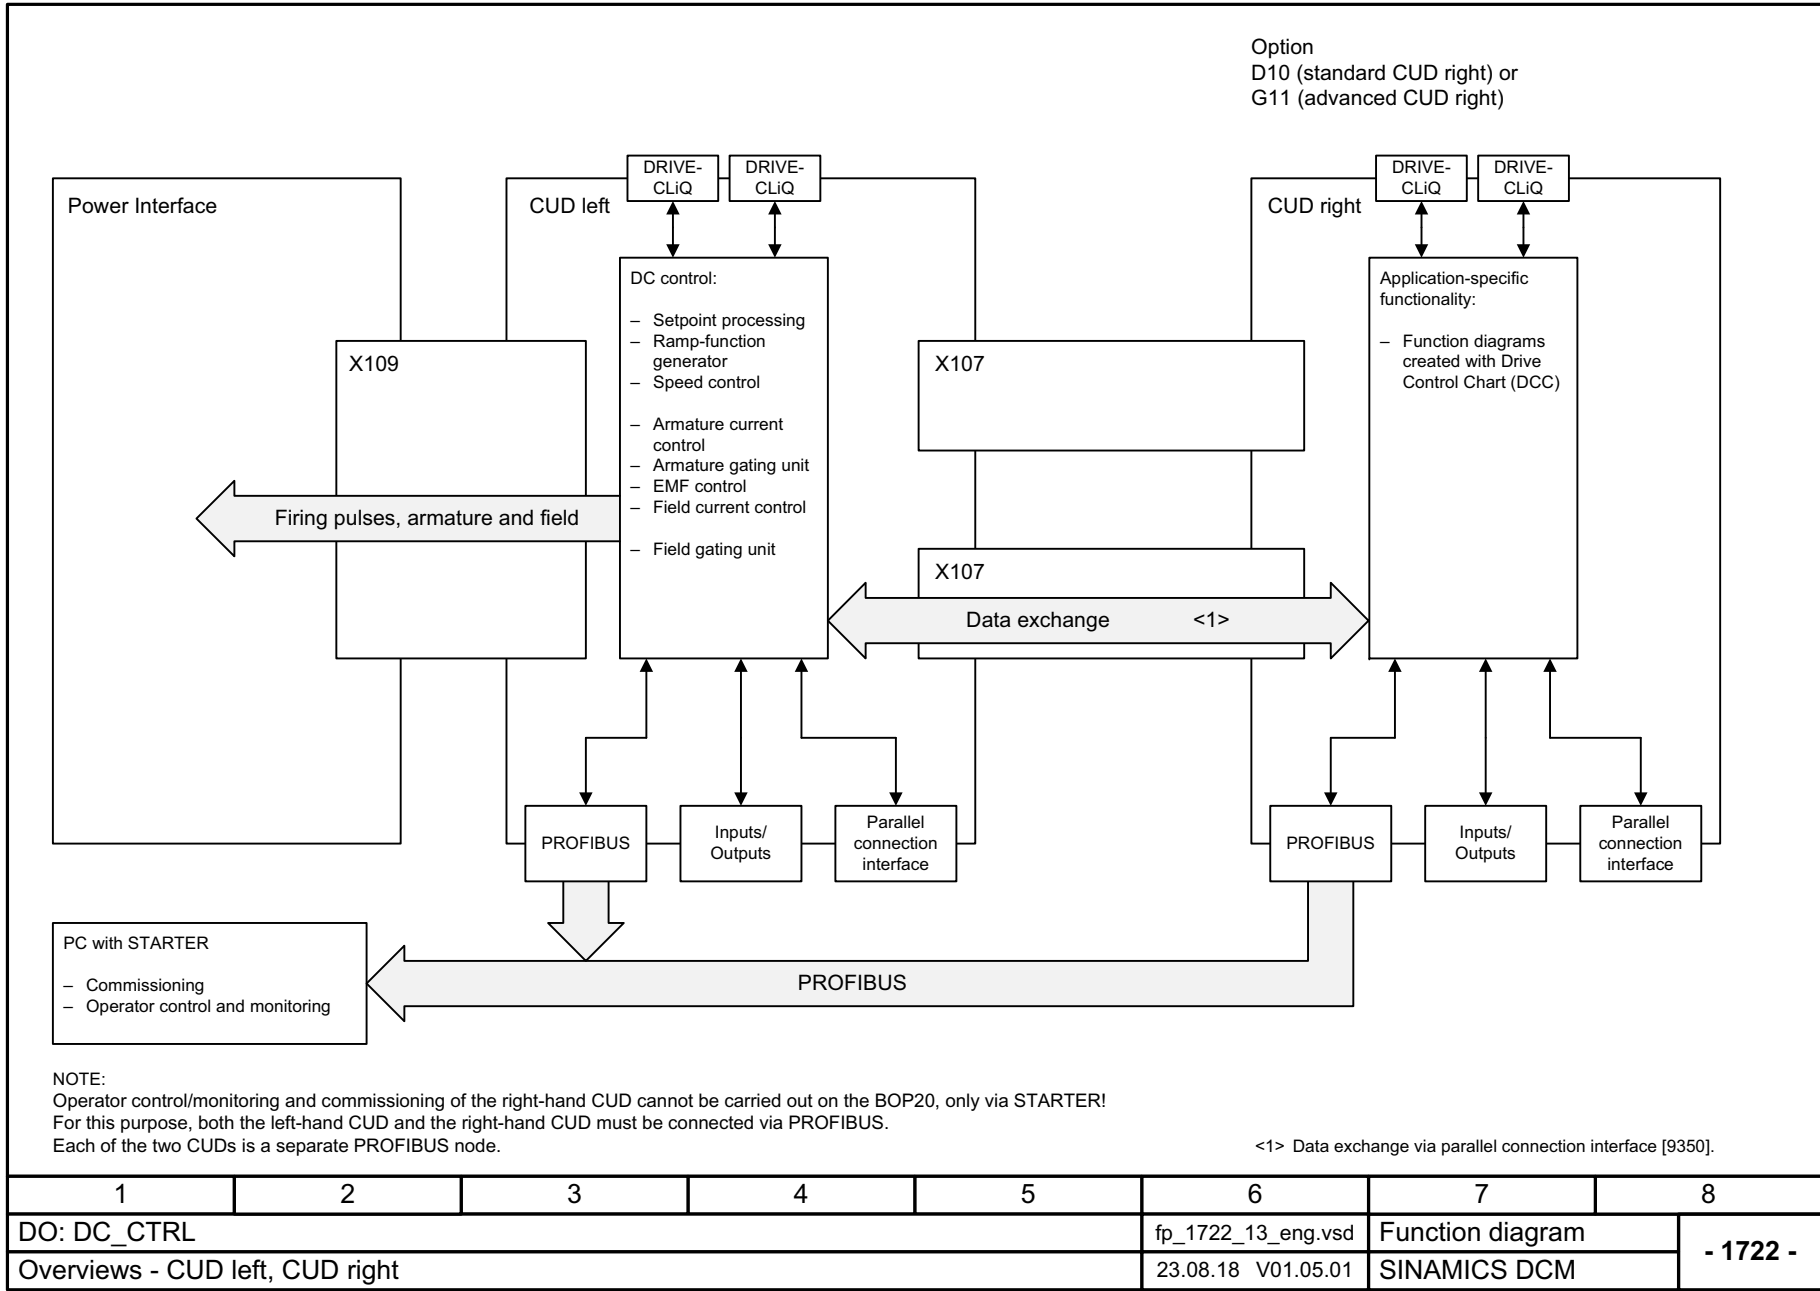 Option
D10 (standard CUD right) or
G11 (advanced CUD right)
Power Interface
CUD left
DRIVE-
CLiQ
DRIVE-
CLiQ
CUD right
DRIVE-
CLiQ
DRIVE-
CLiQ
DC control:
– Setpoint processing
– Ramp-function
generator
– Speed control
– Armature current
control
– Armature gating unit
– EMF control
– Field current control
– Field gating unit
Application-specific
functionality:
– Function diagrams
created with Drive
Control Chart (DCC)
X109
X107
Firing pulses, armature and field
X107
Data exchange <1>
PROFIBUS
Inputs/
Outputs
Parallel
connection
interface
PROFIBUS
Inputs/
Outputs
Parallel
connection
interface
PC with STARTER
– Commissioning
– Operator control and monitoring
PROFIBUS
NOTE:
Operator control/monitoring and commissioning of the right-hand CUD cannot be carried out on the BOP20, only via STARTER!
For this purpose, both the left-hand CUD and the right-hand CUD must be connected via PROFIBUS.
Each of the two CUDs is a separate PROFIBUS node.
<1> Data exchange via parallel connection interface [9350].
1 2 3 4 5 6 7 8
DO: DC_CTRL
fp_1722_13_eng.vsd
Function diagram
- 1722 -
Overviews - CUD left, CUD right
23.08.18 V01.05.01
SINAMICS DCM